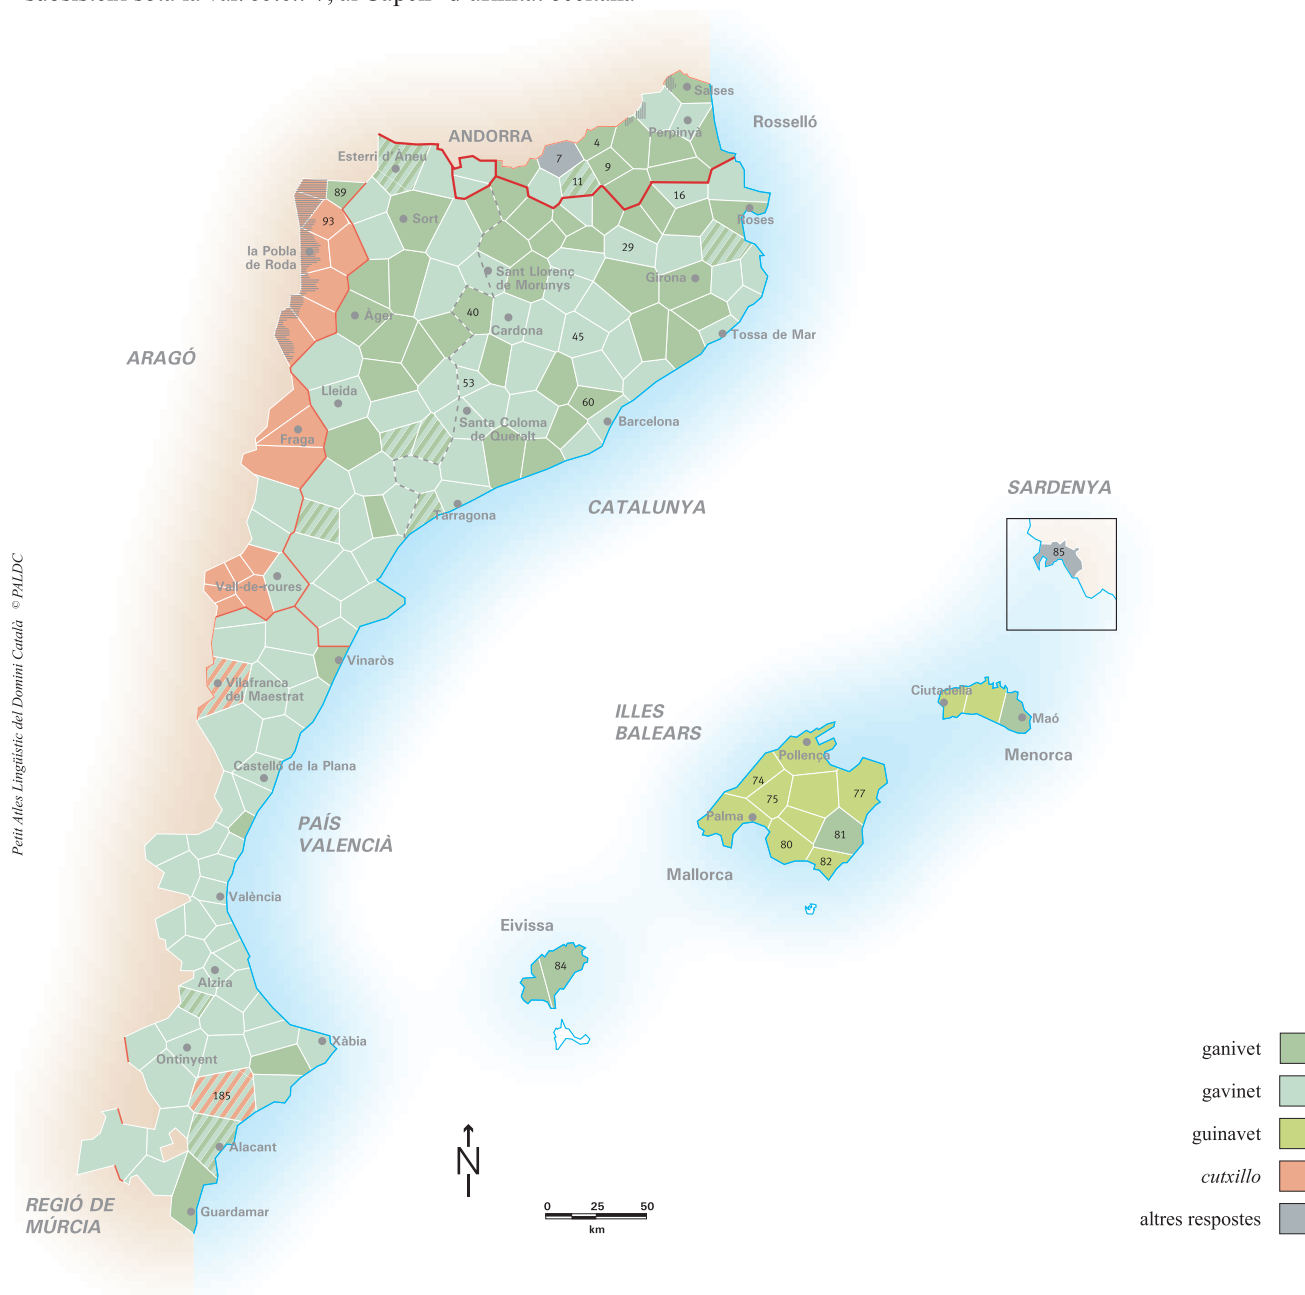 Salses
Rosselló
Perpinyà
ANDORRA
4
7
9
11
Esterri d'Àneu
89
16
93
Sort
Roses
29
la Pobla
de Roda
Sant Llorenç
de Morunys
Girona
40
Àger
Cardona
45
Tossa de Mar
ARAGÓ
53
Lleida
60
Santa Coloma
de Queralt
Barcelona
Fraga
SARDENYA
CATALUNYA
Tarragona
85
Vall-de-roures
Petit Atles Lingüístic del Domini Català © PALDC
Vinaròs
Vilafranca
del Maestrat
Ciutadella
Maó
ILLES
BALEARS
Menorca
Pollença
Castelló de la Plana
74
75
77
Palma
81
80
82
PAÍS
VALENCIÀ
Mallorca
València
Eivissa
84
Alzira
Xàbia
Ontinyent
185
Alacant
N
REGIÓ DE
MÚRCIA
Guardamar
0 25 50
km
ganivet
gavinet
guinavet
cutxillo
altres respostes